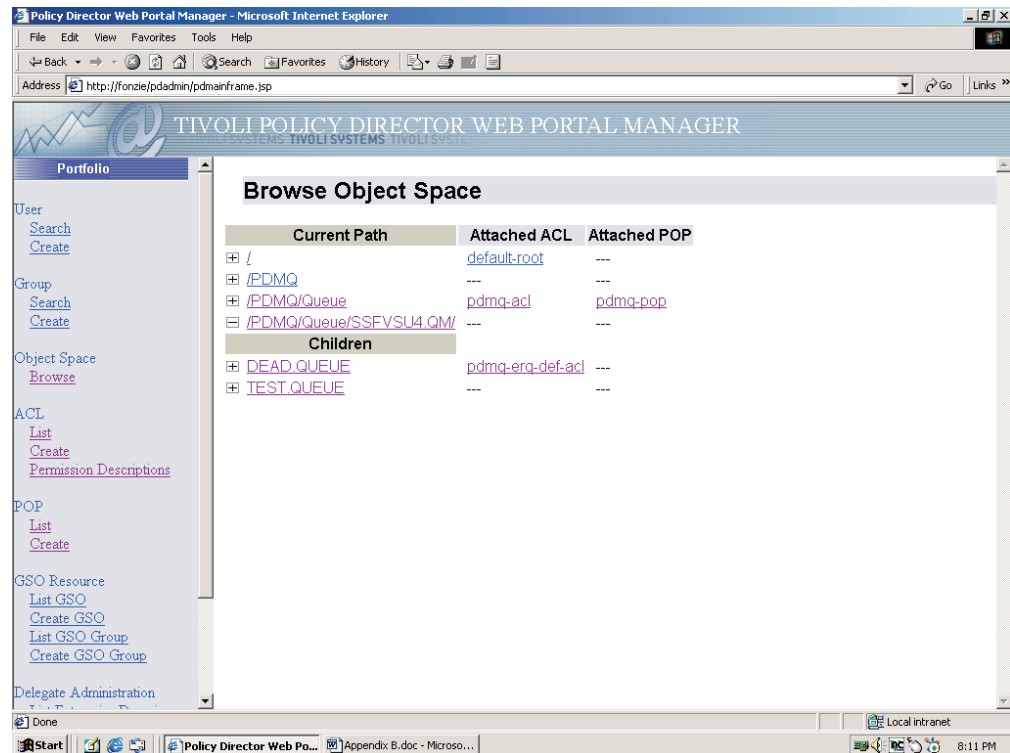 Policy Director Web Portal Manager - Microsoft Internet Explorer
File Edit View Favorites Tools Help
Back Search Favorites History
Address http://fonzie/pdadmin/pdmainframe.jsp Go Links »
TIVOLI POLICY DIRECTOR WEB PORTAL MANAGER
TIVOLI SYSTEMS TIVOLI SYSTEMS TIVOLI SYSTEMS
Portfolio
User
Search
Create
Group
Search
Create
Object Space
Browse
ACL
List
Create
Permission Descriptions
POP
List
Create
GSO Resource
List GSO
Create GSO
List GSO Group
Create GSO Group
Delegate Administration
Browse Object Space
Current Path Attached ACL Attached POP
/ default-root ---
/PDMQ --- ---
/PDMQ/Queue pdmq-acl pdmq-pop
/PDMQ/Queue/SSFVSU4.QM/ --- ---
Children
DEAD.QUEUE pdmq-erq-def-acl ---
TEST.QUEUE --- ---
Done Local intranet
Start Policy Director Web Po... Appendix B.doc - Microso... 8:11 PM